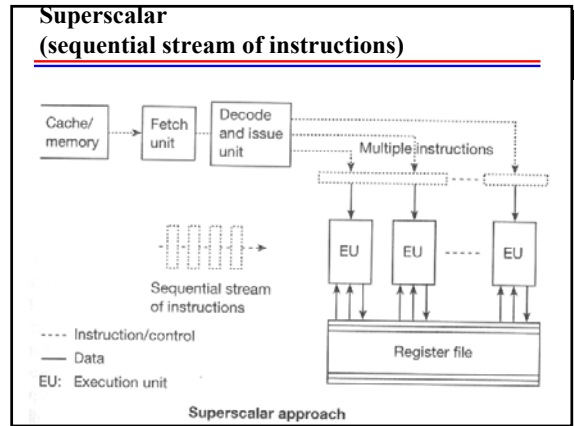 Superscalar
(sequential stream of instructions)
Cache/
memory
Fetch
unit
Decode
and issue
unit
Multiple instructions
EU
EU
EU
Sequential stream
of instructions
Instruction/control
Data
EU: Execution unit
Register file
Superscalar approach